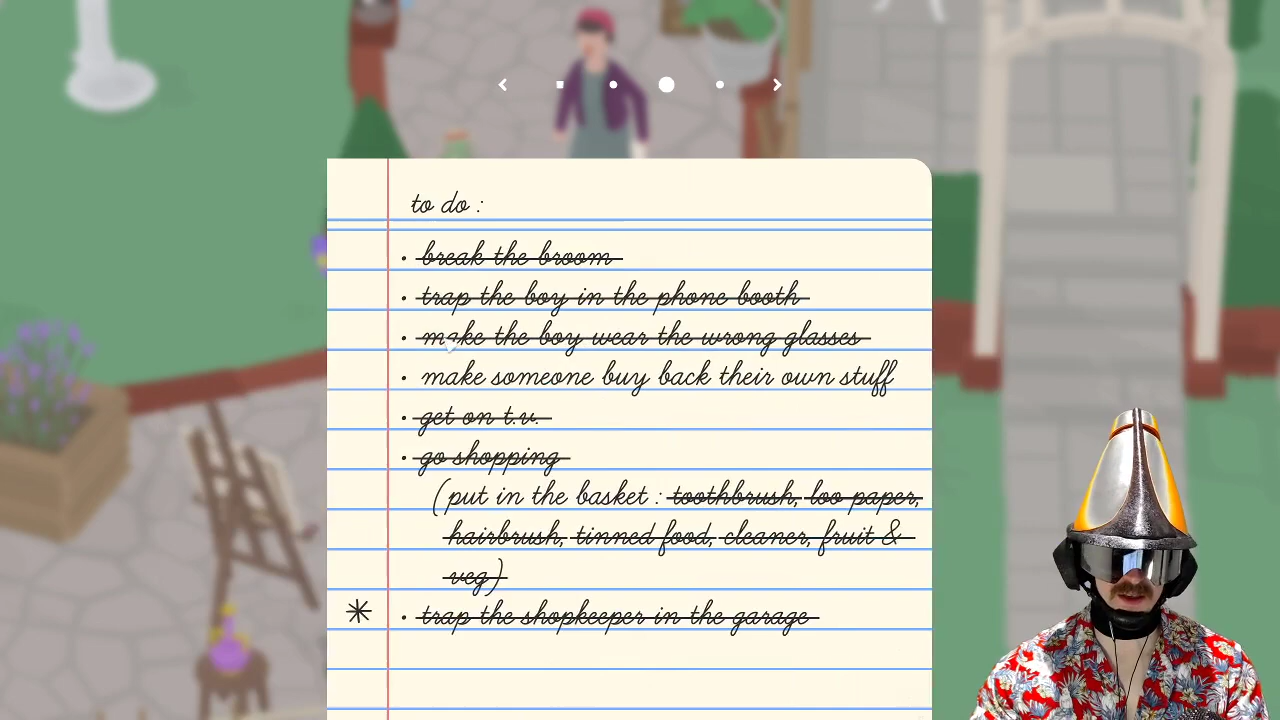 to do :
• break the broom
• trap the boy in the phone booth
• make the boy wear the wrong glasses
• make someone buy back their own stuff
• get on t.v.
• go shopping
(put in the basket : toothbrush, loo paper,
hairbrush, tinned food, cleaner, fruit &
veg)
• trap the shopkeeper in the garage